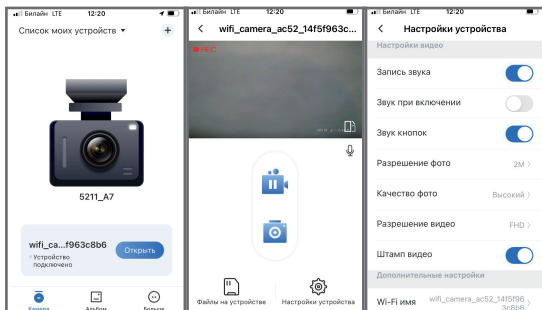 Билайн LTE 12:20
Список моих устройств
5211_A7
wifi_ca...f963c8b6
Устройство
подключено
Открыть
Камера Альбом Больше
Билайн LTE 12:20
wifi_camera_ac52_14f5f963c...
REC
Файлы на устройстве Настройки устройства
Билайн LTE 12:20
Настройки устройства
Настройки видео
Запись звука
Звук при включении
Звук кнопок
Разрешение фото 2M
Качество фото Высокий
Разрешение видео FHD
Штамп видео
Дополнительные настройки
Wi-Fi имя wifi_camera_ac52_14f5f96
3c8b6